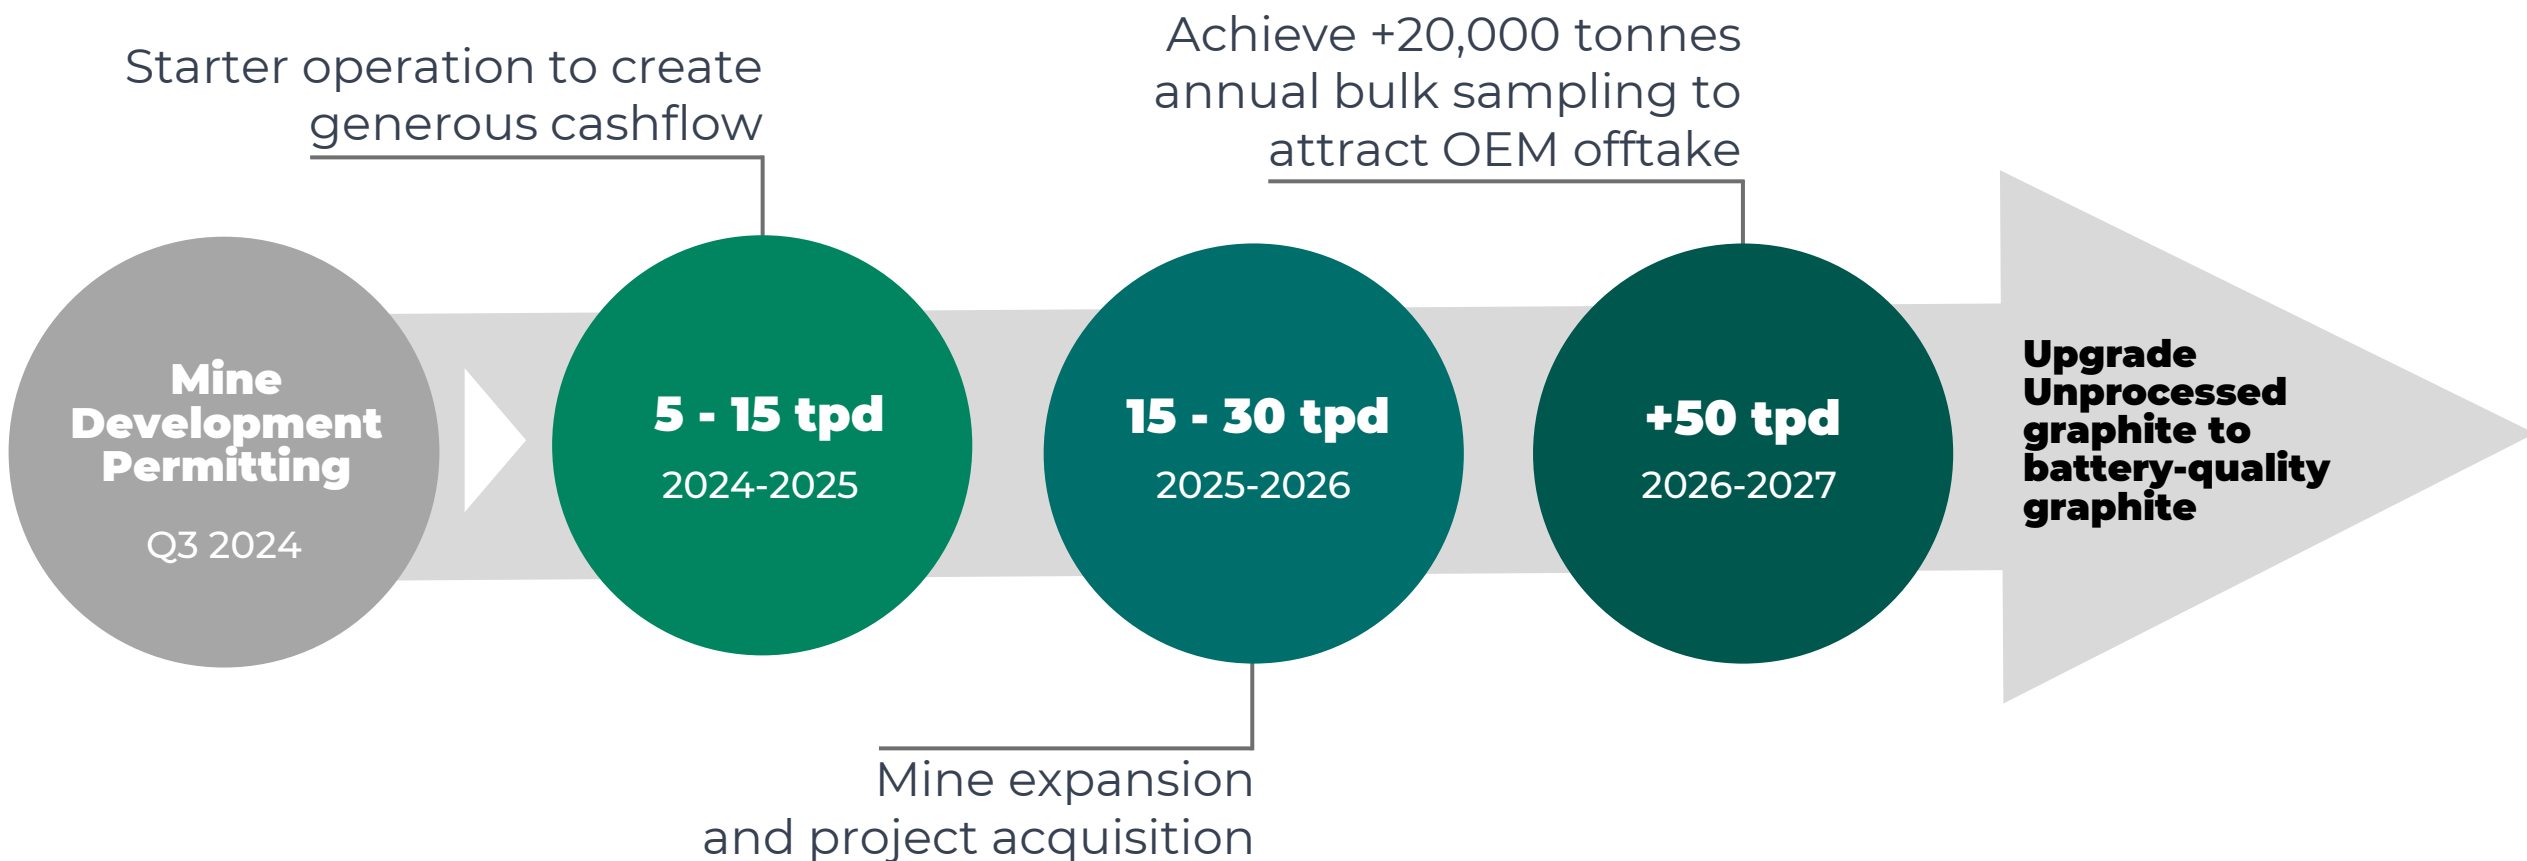 Starter operation to create
generous cashflow
Achieve +20,000 tonnes
annual bulk sampling to
attract OEM offtake
Mine
Development
Permitting
Q3 2024
5 - 15 tpd
2024-2025
15 - 30 tpd
2025-2026
+50 tpd
2026-2027
Upgrade
Unprocessed
graphite to
battery-quality
graphite
Mine expansion
and project acquisition